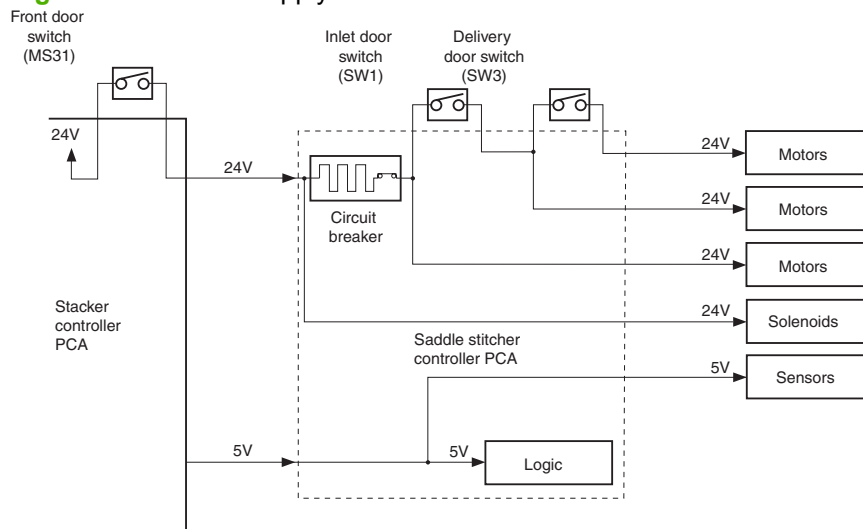 Front door
switch
(MS31)
Inlet door
switch
(SW1)
Delivery
door switch
(SW3)
24V
24V
Circuit
breaker
24V
Motors
24V
Motors
24V
Motors
24V
Solenoids
Stacker
controller
PCA
Saddle stitcher
controller PCA
5V
Sensors
5V
5V
Logic